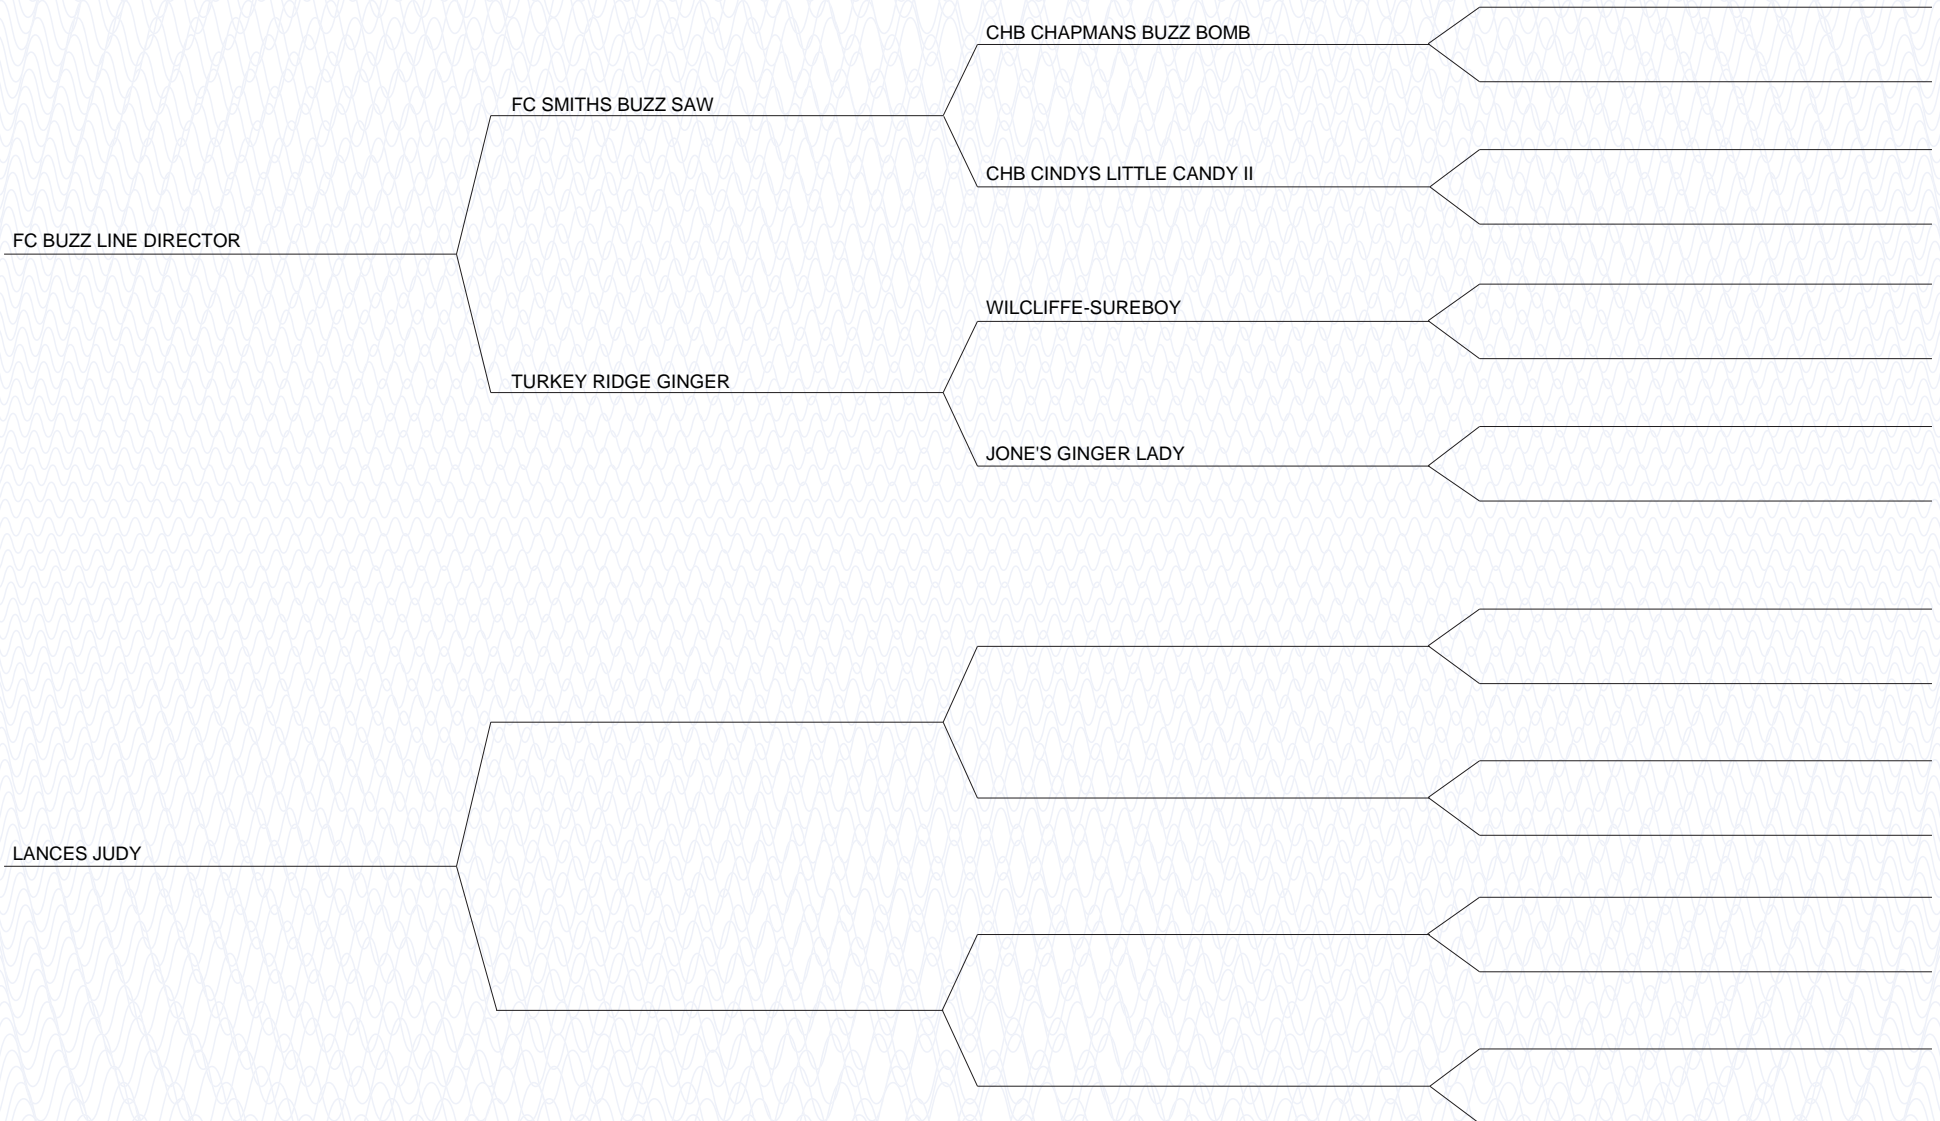 CHB CHAPMANS BUZZ BOMB
FC SMITHS BUZZ SAW
CHB CINDYS LITTLE CANDY II
FC BUZZ LINE DIRECTOR
WILCLIFFE-SUREBOY
TURKEY RIDGE GINGER
JONE'S GINGER LADY
LANCES JUDY